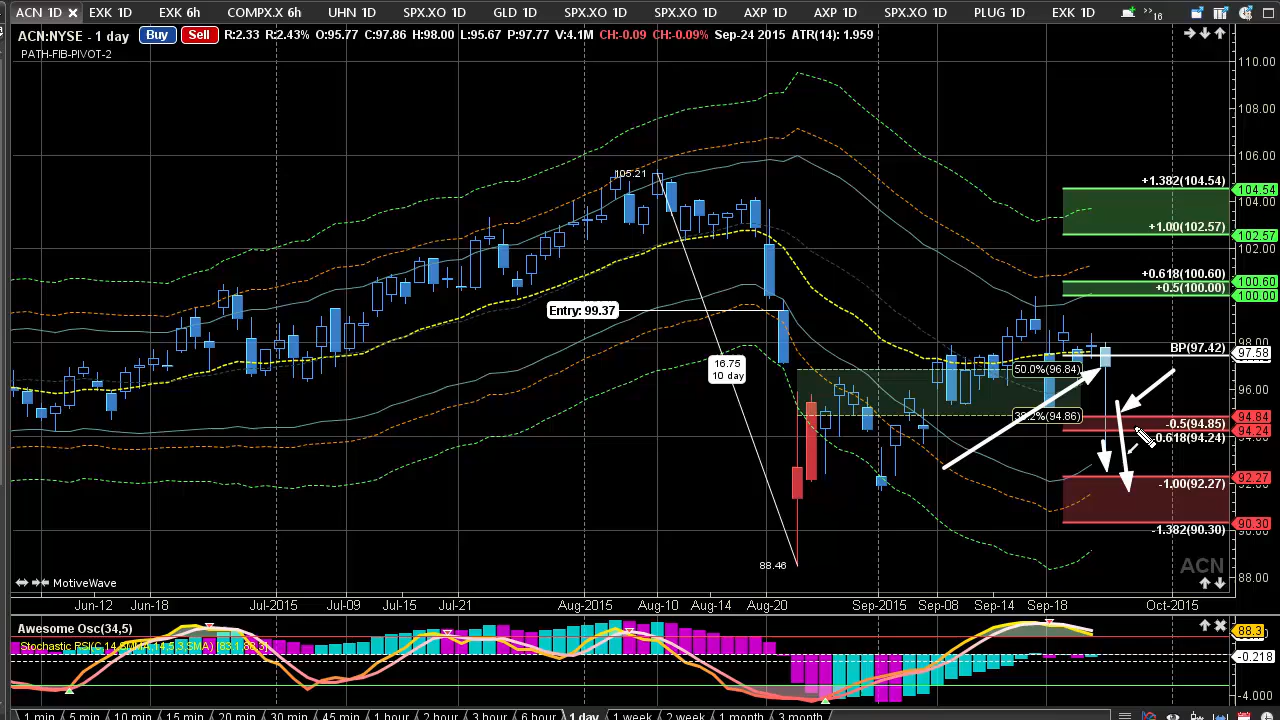 ACN 1D EXK 1D EXK 6h COMPX.X 6h UHN 1D SPX.XO 1D GLD 1D SPX.XO 1D SPX.XO 1D AXP 1D AXP 1D SPX.XO 1D PLUG 1D EXK 1D >> 16
ACN:NYSE - 1 day Buy Sell R:2.33 R:2.43% O:95.77 C:97.86 H:98.00 L:95.67 P:97.77 V:4.1M CH:-0.09 CH:-0.09% Sep-24 2015 ATR(14): 1.959
PATH-FIB-PIVOT-2
110.00
108.00
106.00
105.21
+1.382(104.54) 104.54
104.00
+1.00(102.57) 102.57
102.00
+0.618(100.60) 100.60
+0.5(100.00) 100.00
Entry: 99.37
98.00
BP(97.42) 97.58
16.75
10 day
50.0%(96.84)
96.00
38.2%(94.86) 94.84
-0.5(94.85)
94.24
-0.618(94.24)
94.00
92.27
-1.00(92.27)
92.00
90.30
-1.382(90.30)
90.00
88.46
ACN
88.00
MotiveWave
Jun-12 Jun-18 Jul-2015 Jul-09 Jul-15 Jul-21 Aug-2015 Aug-10 Aug-14 Aug-20 Sep-2015 Sep-08 Sep-14 Sep-18 Oct-2015
Awesome Osc(34,5)
88.3
-0.218
-4.000
1 min 5 min 10 min 15 min 20 min 30 min 45 min 1 hour 2 hour 3 hour 6 hour 1 day 1 week 2 week 1 month 3 month